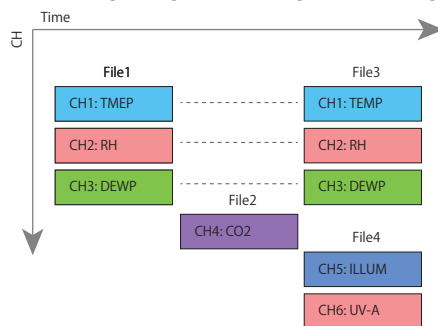 Time
CH
File1
File3
CH1: TMEP
CH1: TEMP
CH2: RH
CH2: RH
CH3: DEWP
CH3: DEWP
File2
CH4: CO2
File4
CH5: ILLUM
CH6: UV-A